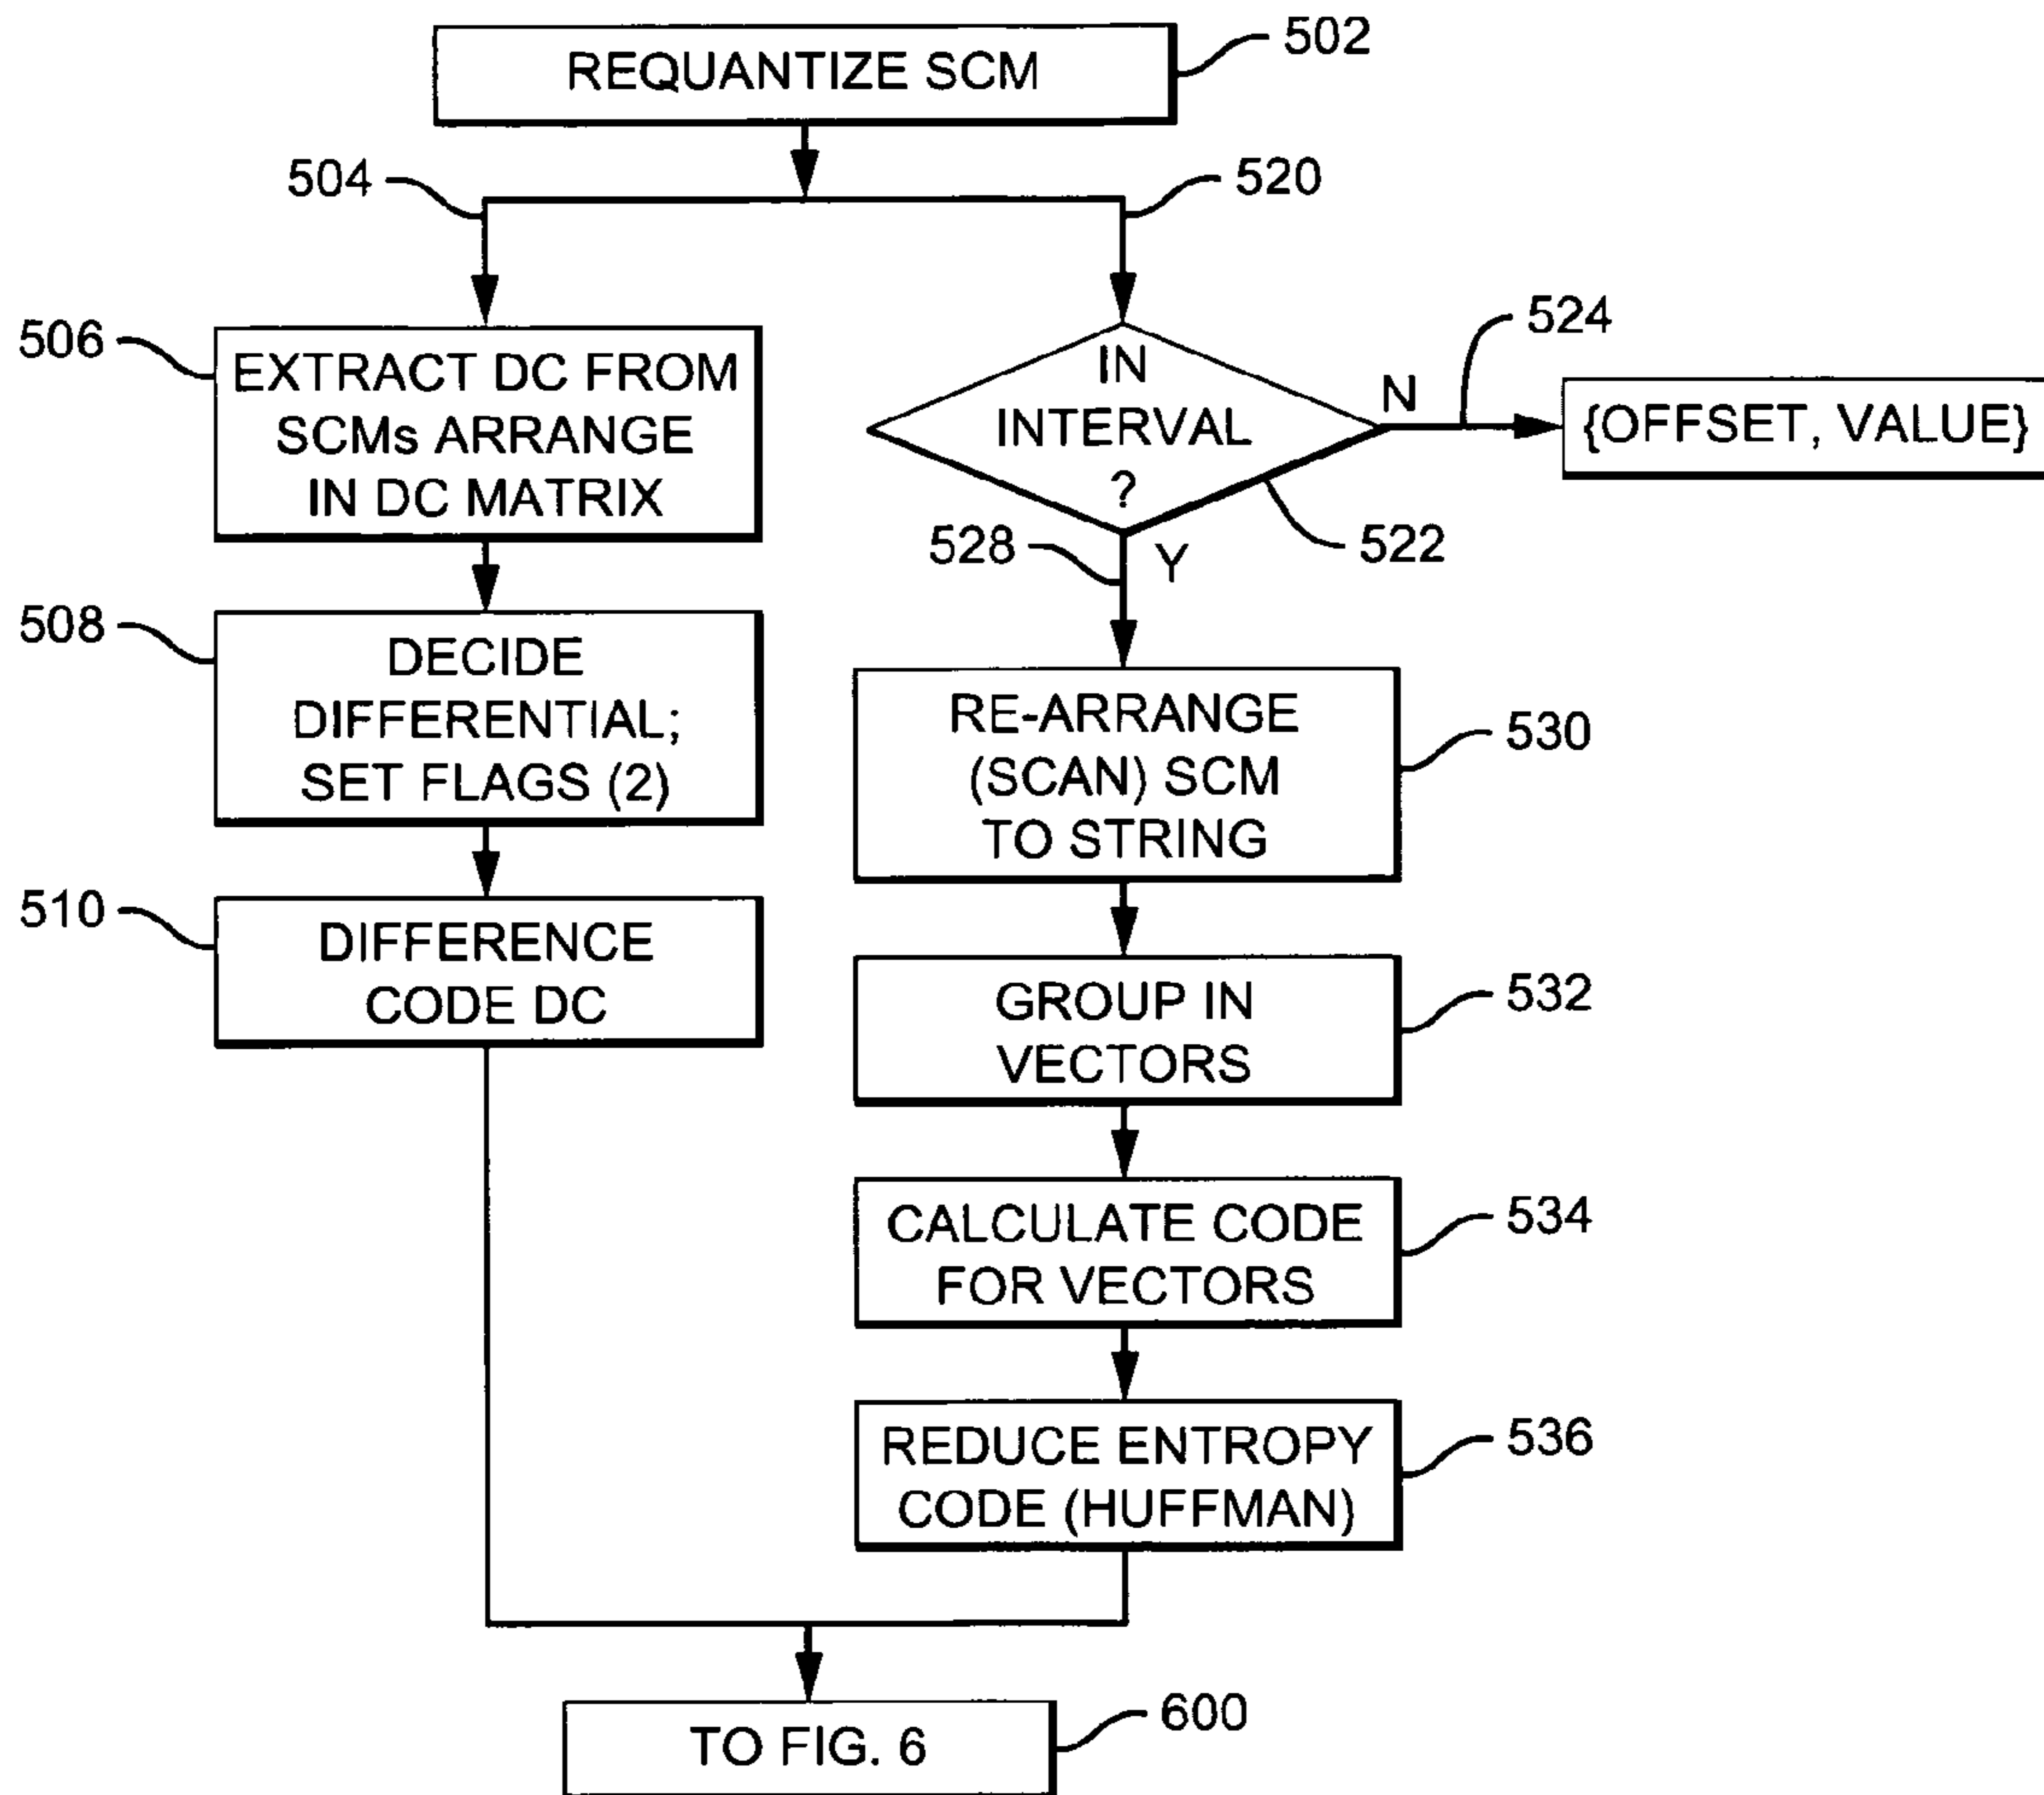 REQUANTIZE SCM
502
504
520
506
EXTRACT DC FROM
SCMs ARRANGE
IN DC MATRIX
IN
INTERVAL
?
N
524
{OFFSET, VALUE}
522
528
Y
508
DECIDE
DIFFERENTIAL;
SET FLAGS (2)
RE-ARRANGE
(SCAN) SCM
TO STRING
530
510
DIFFERENCE
CODE DC
GROUP IN
VECTORS
532
CALCULATE CODE
FOR VECTORS
534
REDUCE ENTROPY
CODE (HUFFMAN)
536
TO FIG. 6
600